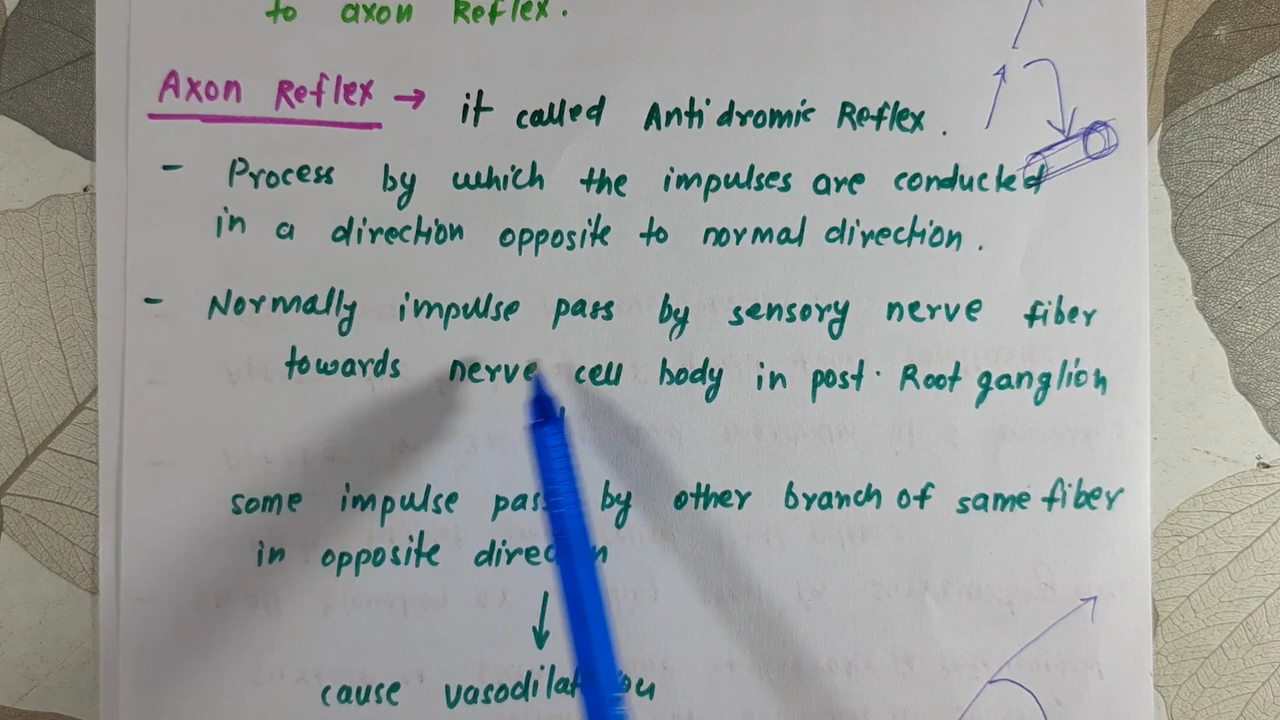 to axon Reflex.
Axon Reflex → it called Antidromic Reflex.
- Process by which the impulses are conducted
in a direction opposite to normal direction.
- Normally impulse pass by sensory nerve fiber
towards nerve cell body in post. Root ganglion
some impulse pass by other branch of same fiber
in opposite direction
↓
cause vasodilation